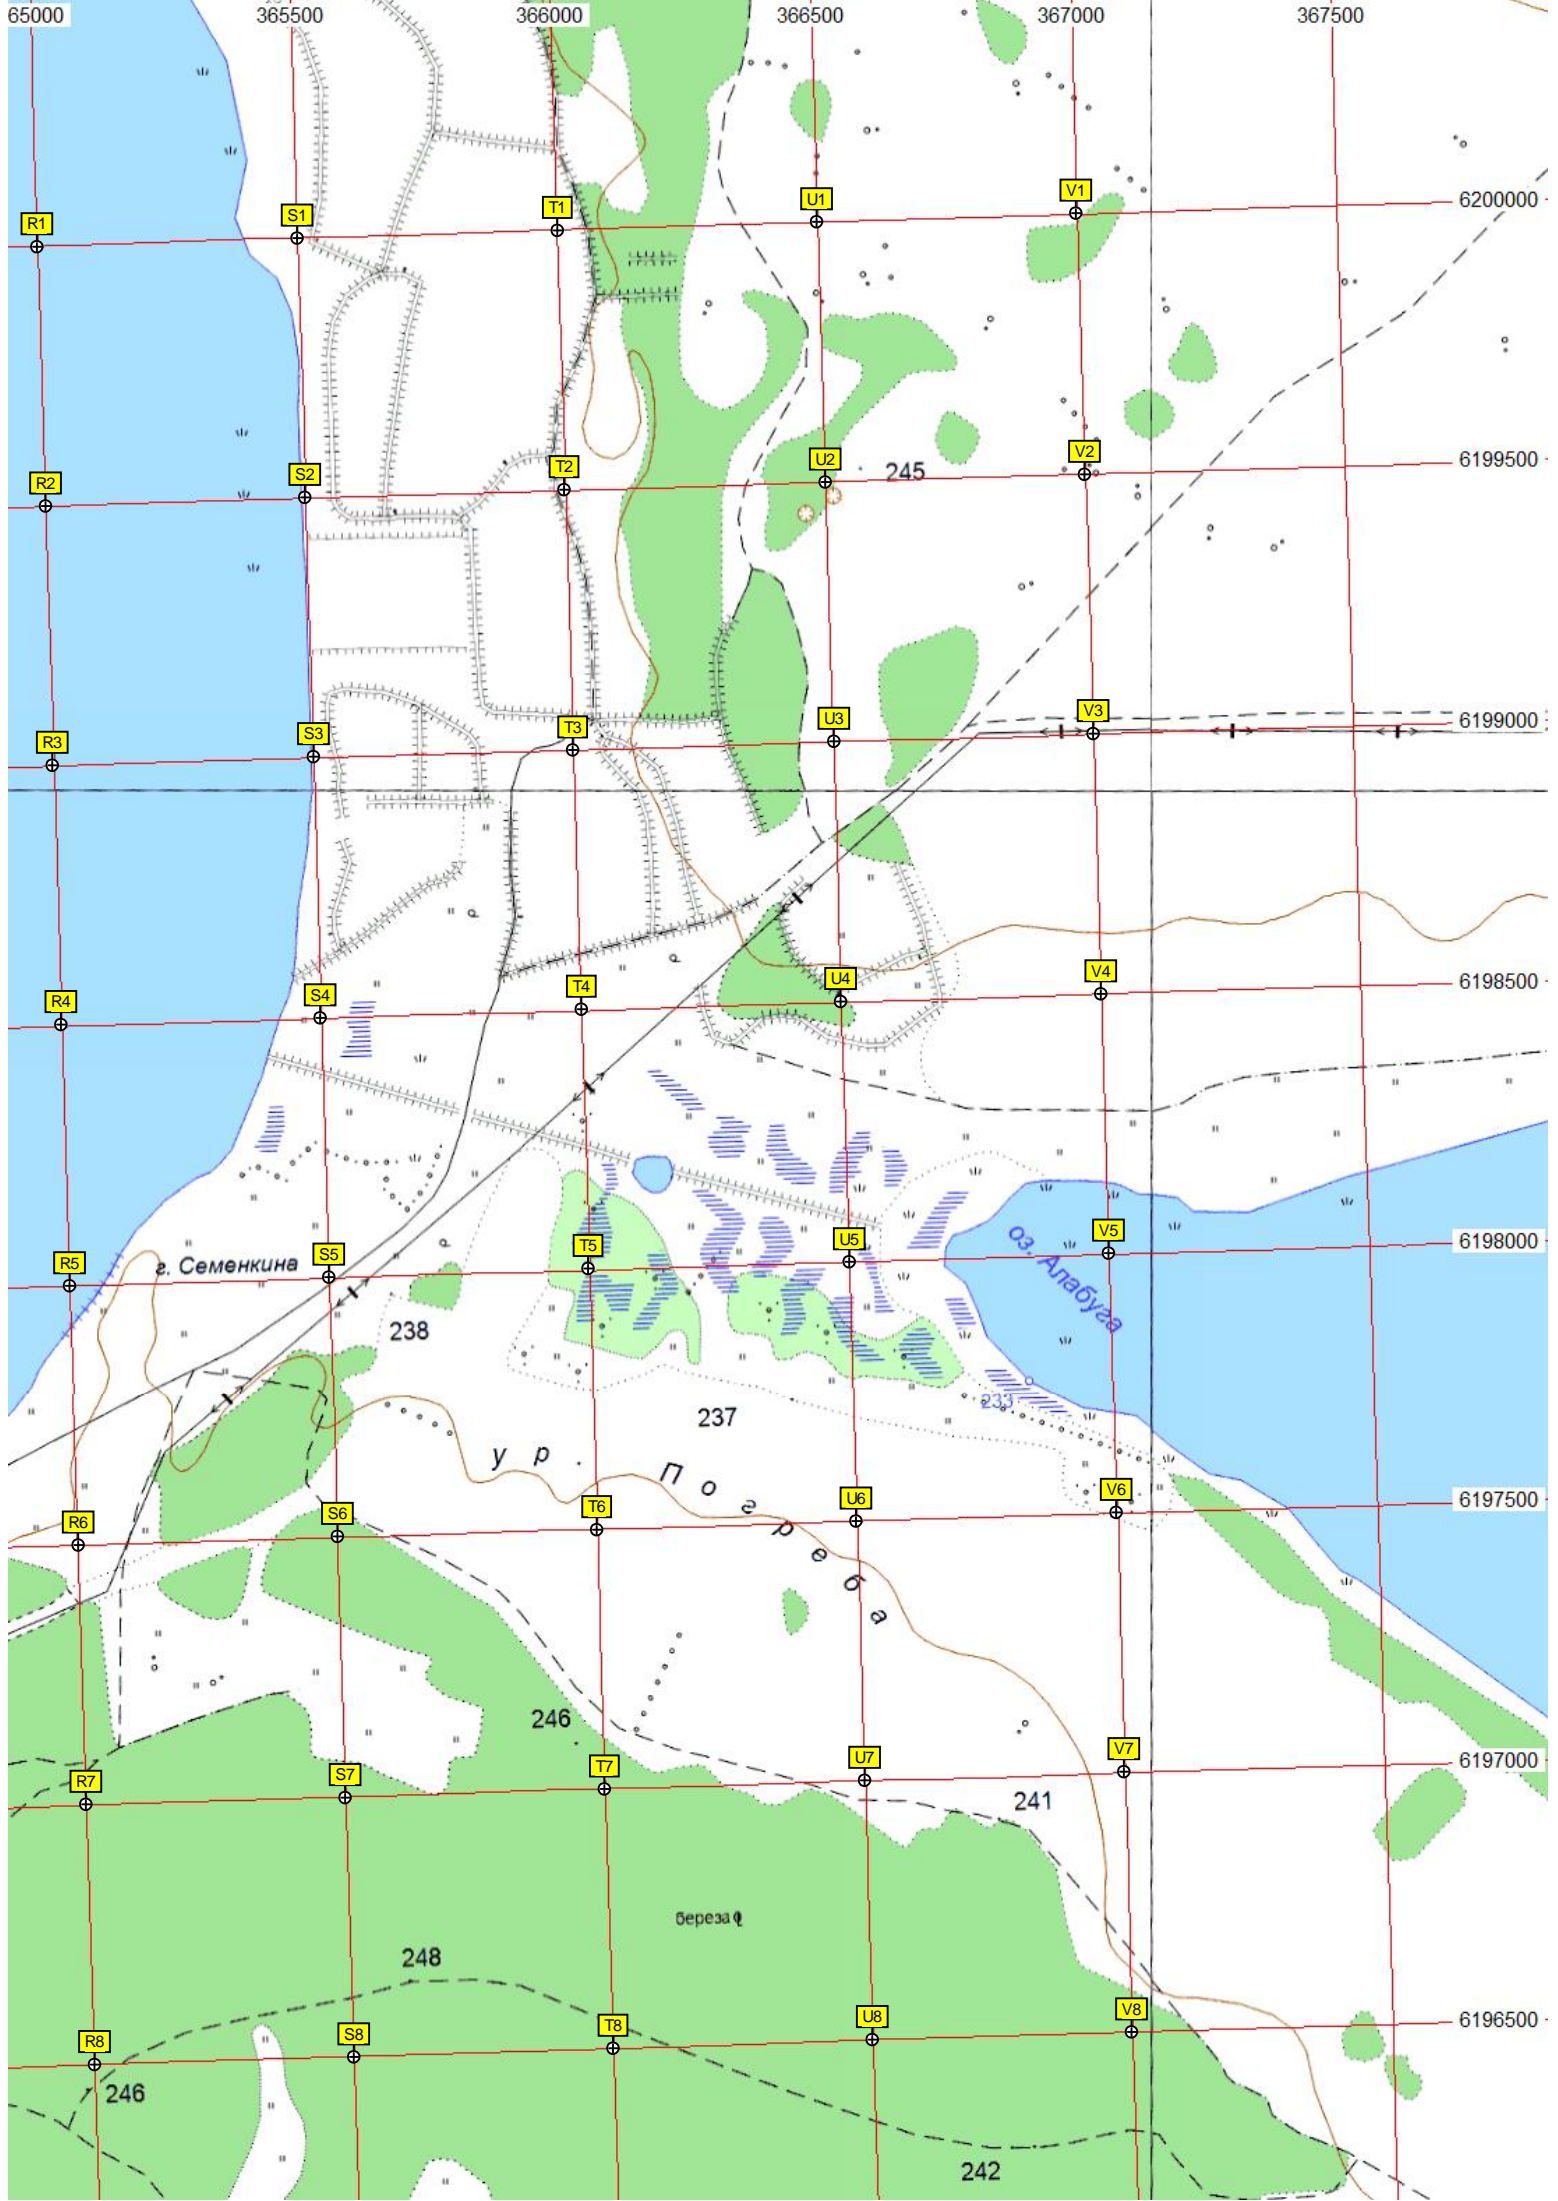 65000 365500 366000 366500 367000 367500
R1 S1 T1 U1 V1 6200000
R2 S2 T2 U2 V2 6199500
245
R3 S3 T3 U3 V3 6199000
R4 S4 T4 U4 V4 6198500
R5 S5 T5 U5 V5 6198000
г. Семенкина
оз. Алабуга
238
233
237
ур. Погреба
R6 S6 T6 U6 V6 6197500
246
R7 S7 T7 U7 V7 6197000
241
береза
248
R8 S8 T8 U8 V8 6196500
246
242